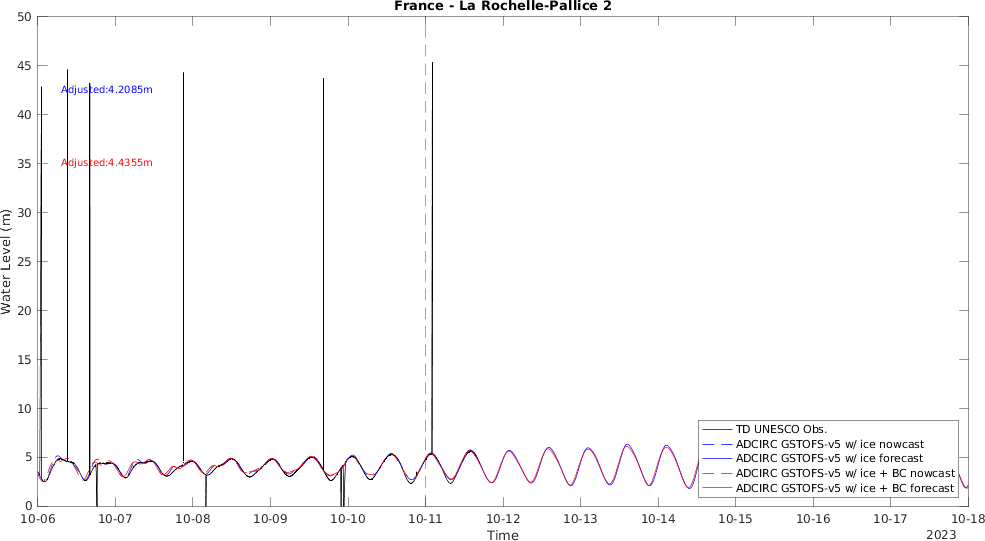 France - La Rochelle-Pallice 2
50
45
40
35
30
25
20
15
10
5
0
Water Level (m)
Adjusted:4.2085m
Adjusted:4.4355m
TD UNESCO Obs.
ADCIRC GSTOFS-v5 w/ ice nowcast
ADCIRC GSTOFS-v5 w/ ice forecast
ADCIRC GSTOFS-v5 w/ ice + BC nowcast
ADCIRC GSTOFS-v5 w/ ice + BC forecast
10-06 10-07 10-08 10-09 10-10 10-11 10-12 10-13 10-14 10-15 10-16 10-17 10-18
Time
2023